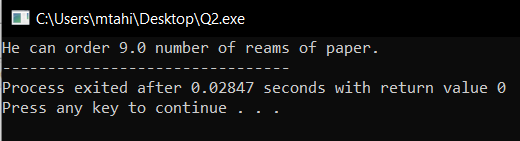 C:\Users\mtahi\Desktop\Q2.exe
He can order 9.0 number of reams of paper.
--------------------------------
Process exited after 0.02847 seconds with return value 0
Press any key to continue . . .